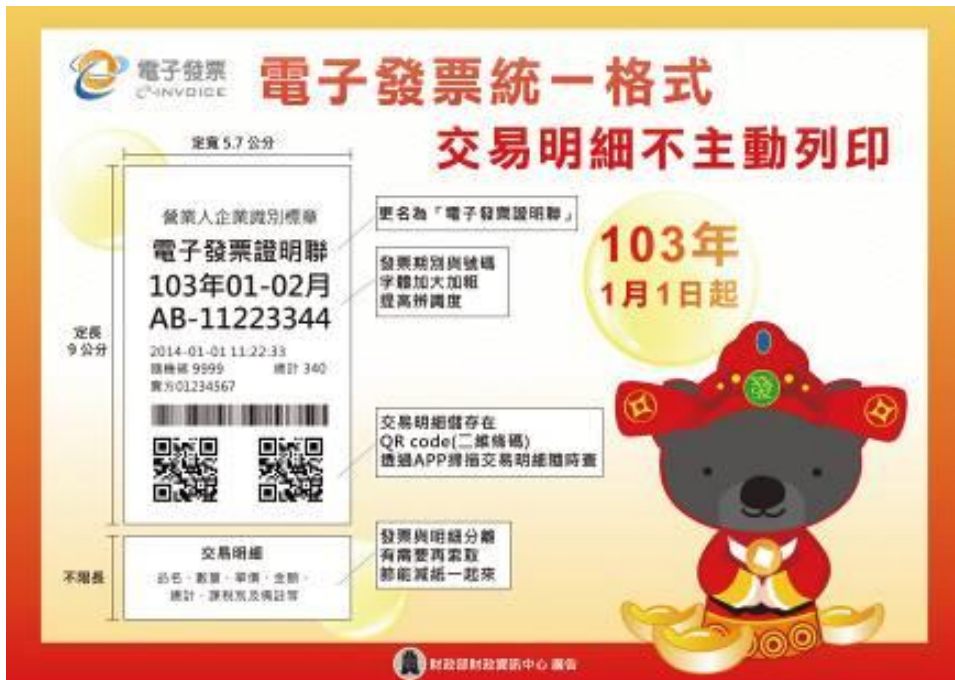 電子發票
e-INVOICE
電子發票統一格式
交易明細不主動列印
定寬 5.7 公分
定長
9 公分
營業人企業識別標章
電子發票證明聯
103年01-02月
AB-11223344
2014-01-01 11:22:33
隨機碼 9999 總計 340
賣方01234567
更名為「電子發票證明聯」
發票期別與號碼
字體加大加粗
提高辨識度
103年
1月1日起
發
交易明細儲存在
QR code(二維條碼)
透過APP掃描交易明細隨時查
不限長
交易明細
品名、數量、單價、金額、
總計、課稅別及備註等
發票與明細分離
有需要再索取
節能減紙一起來
財政部財政資訊中心 廣告